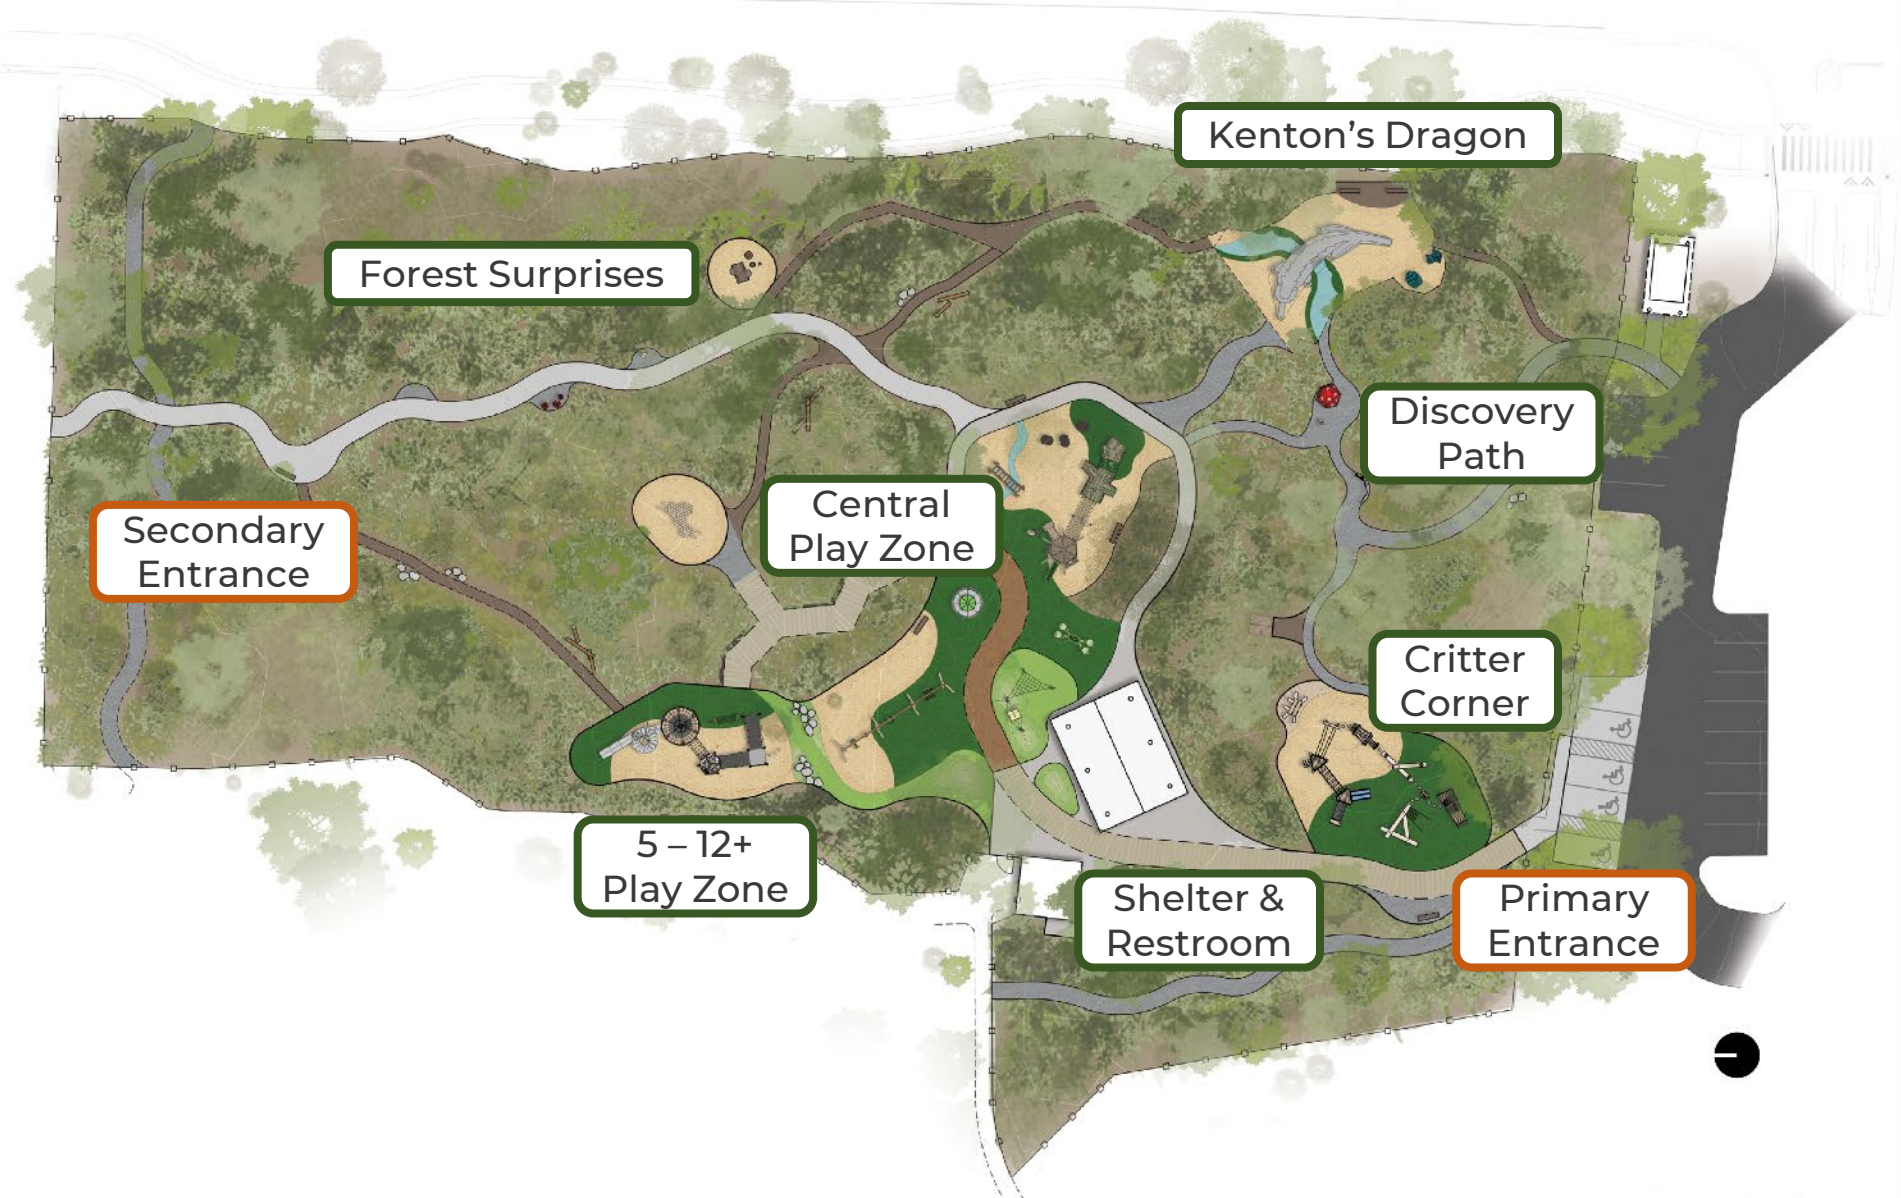 Kenton’s Dragon
Forest Surprises
Discovery
Path
Central
Play Zone
Secondary
Entrance
Critter
Corner
5 – 12+
Play Zone
Shelter &
Restroom
Primary
Entrance